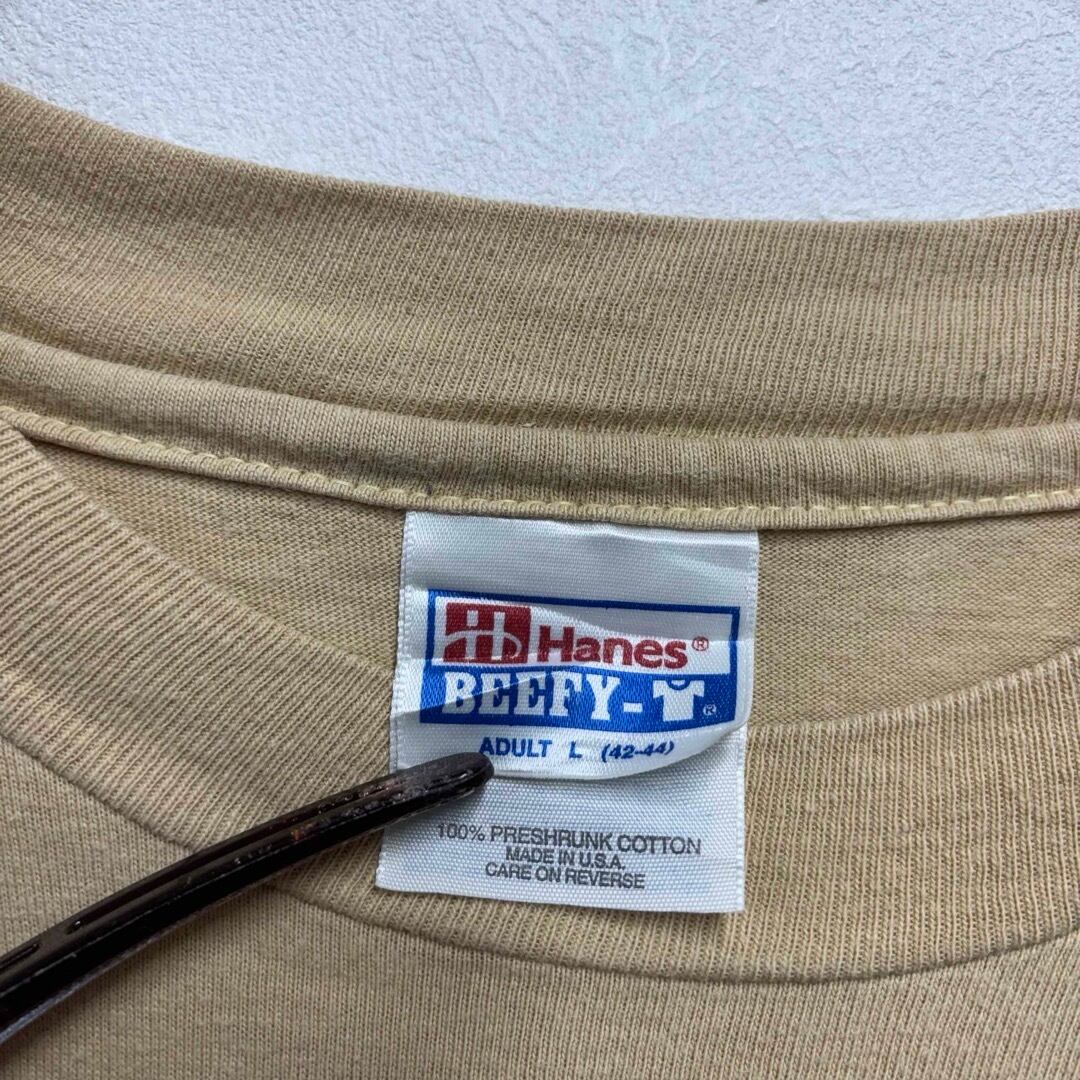 Hanes®
BEEFY-T®
ADULT L (42-44)
100% PRESHRUNK COTTON
MADE IN U.S.A.
CARE ON REVERSE